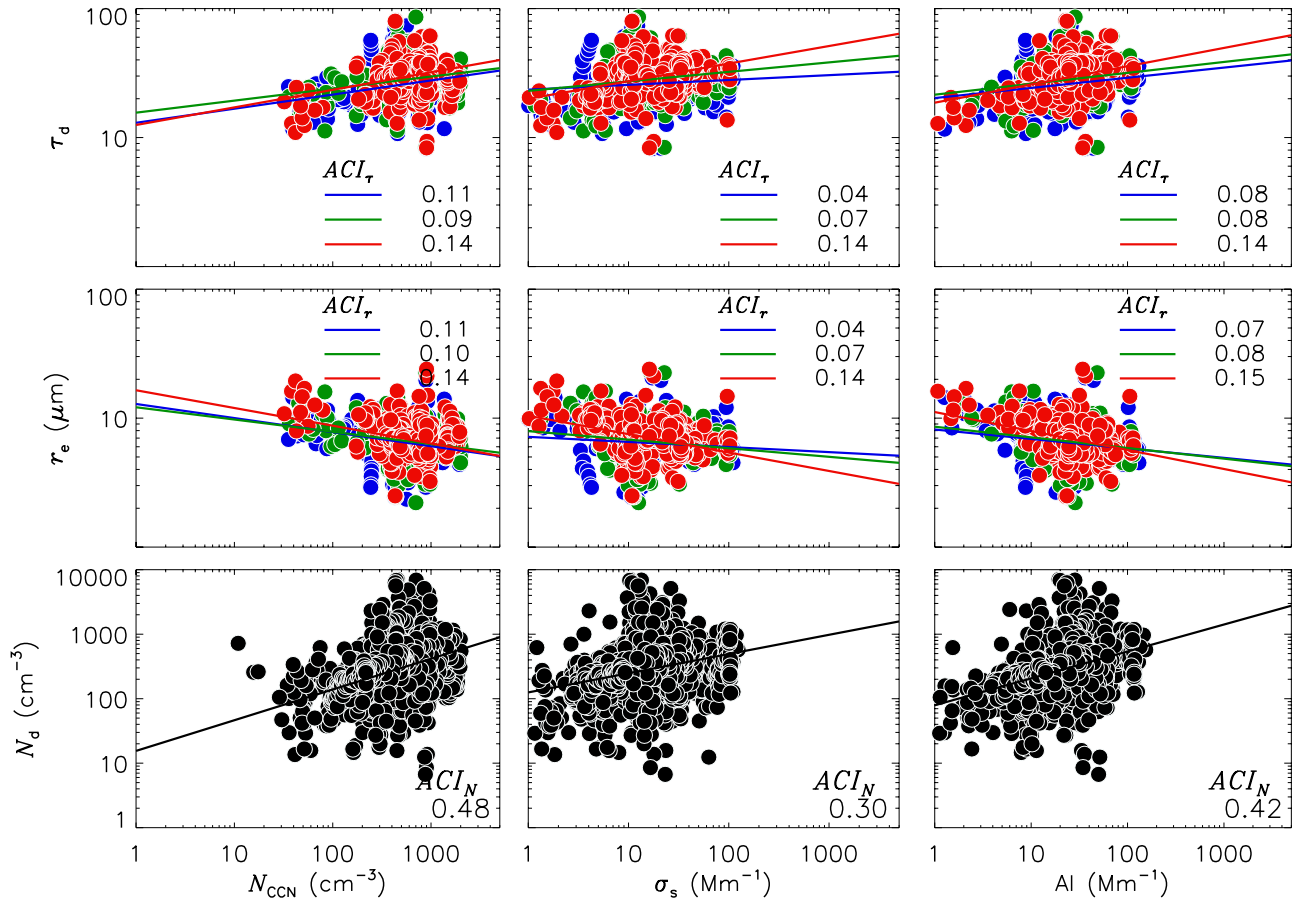 100
10
τd
ACIτ
0.11
0.09
0.14
ACIτ
0.04
0.07
0.14
ACIτ
0.08
0.08
0.14
100
10
re (μm)
ACIr
0.11
0.10
0.14
ACIr
0.04
0.07
0.14
ACIr
0.07
0.08
0.15
10000
1000
100
10
1
Nd (cm⁻³)
ACIN
0.48
ACIN
0.30
ACIN
0.42
1 10 100 1000
NCCN (cm⁻³)
1 10 100 1000
σs (Mm⁻¹)
1 10 100 1000
AI (Mm⁻¹)